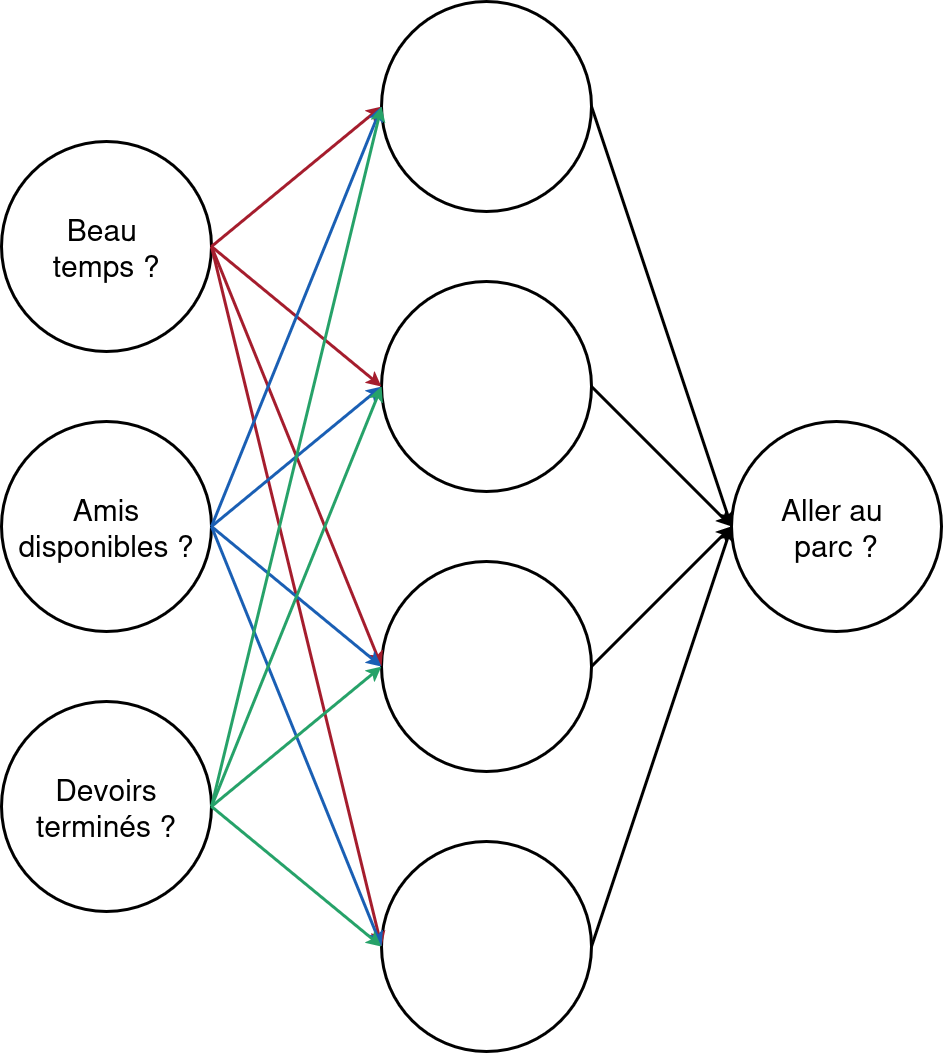 Beau
temps ?
Amis
disponibles ?
Devoirs
terminés ?
Aller au
parc ?